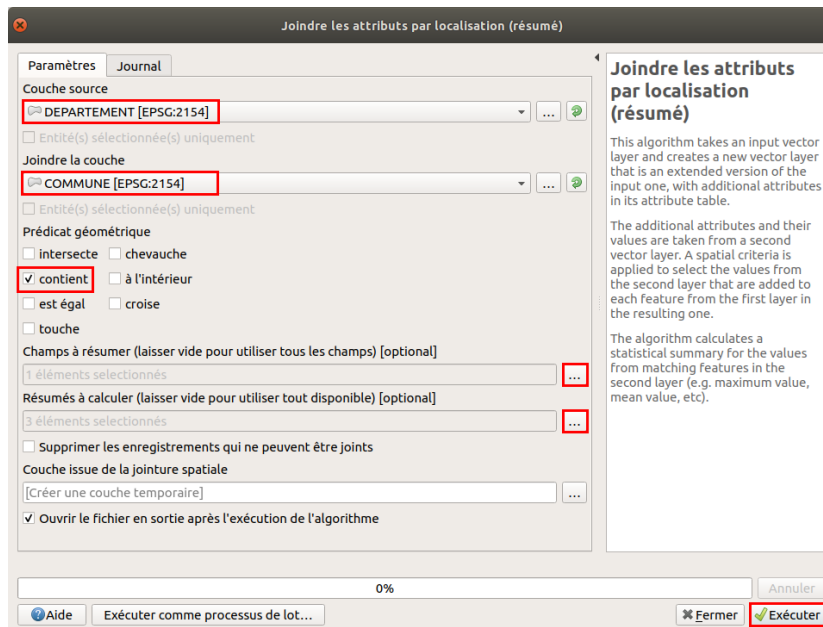 Joindre les attributs par localisation (résumé)
Paramètres Journal
Couche source
DEPARTEMENT [EPSG:2154]
...
Entité(s) sélectionnée(s) uniquement
Joindre la couche
COMMUNE [EPSG:2154]
...
Entité(s) sélectionnée(s) uniquement
Prédicat géométrique
intersecte chevauche
contient à l'intérieur
est égal croise
touche
Champs à résumer (laisser vide pour utiliser tous les champs) [optional]
1 éléments selectionnés
...
Résumés à calculer (laisser vide pour utiliser tout disponible) [optional]
3 éléments selectionnés
...
Supprimer les enregistrements qui ne peuvent être joints
Couche issue de la jointure spatiale
[Créer une couche temporaire]
...
Ouvrir le fichier en sortie après l'exécution de l'algorithme
Joindre les attributs
par localisation
(résumé)
This algorithm takes an input vector
layer and creates a new vector layer
that is an extended version of the
input one, with additional attributes
in its attribute table.
The additional attributes and their
values are taken from a second
vector layer. A spatial criteria is
applied to select the values from
the second layer that are added to
each feature from the first layer in
the resulting one.
The algorithm calculates a
statistical summary for the values
from matching features in the
second layer (e.g. maximum value,
mean value, etc).
0%
Annuler
Aide Exécuter comme processus de lot... Fermer Exécuter